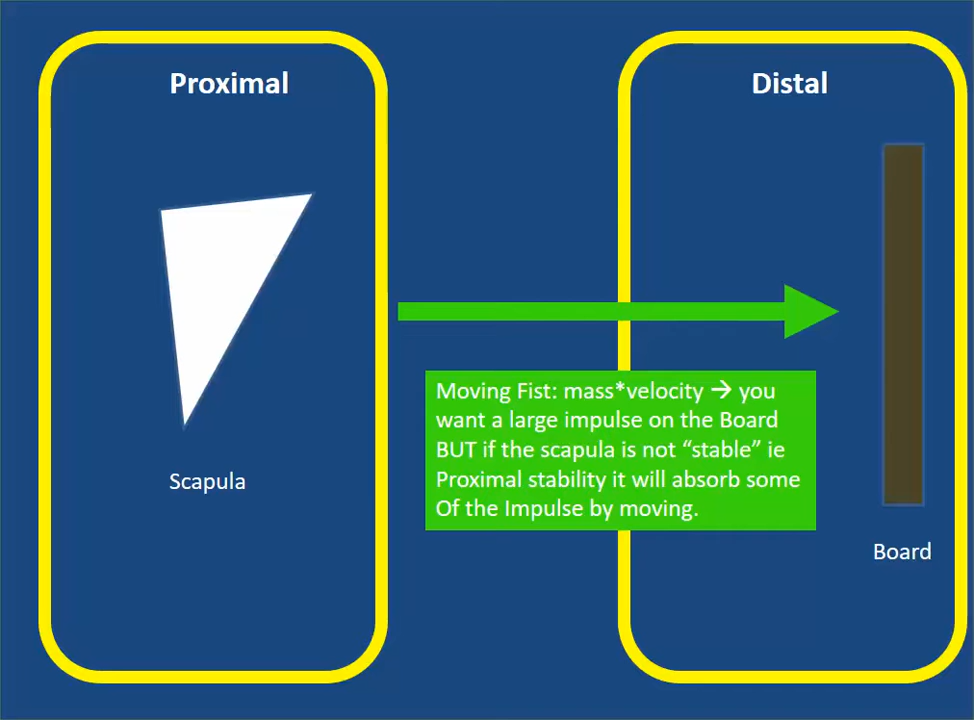 Proximal
Distal
Moving Fist: mass*velocity → you
want a large impulse on the Board
BUT if the scapula is not “stable” ie
Proximal stability it will absorb some
Of the Impulse by moving.
Scapula
Board